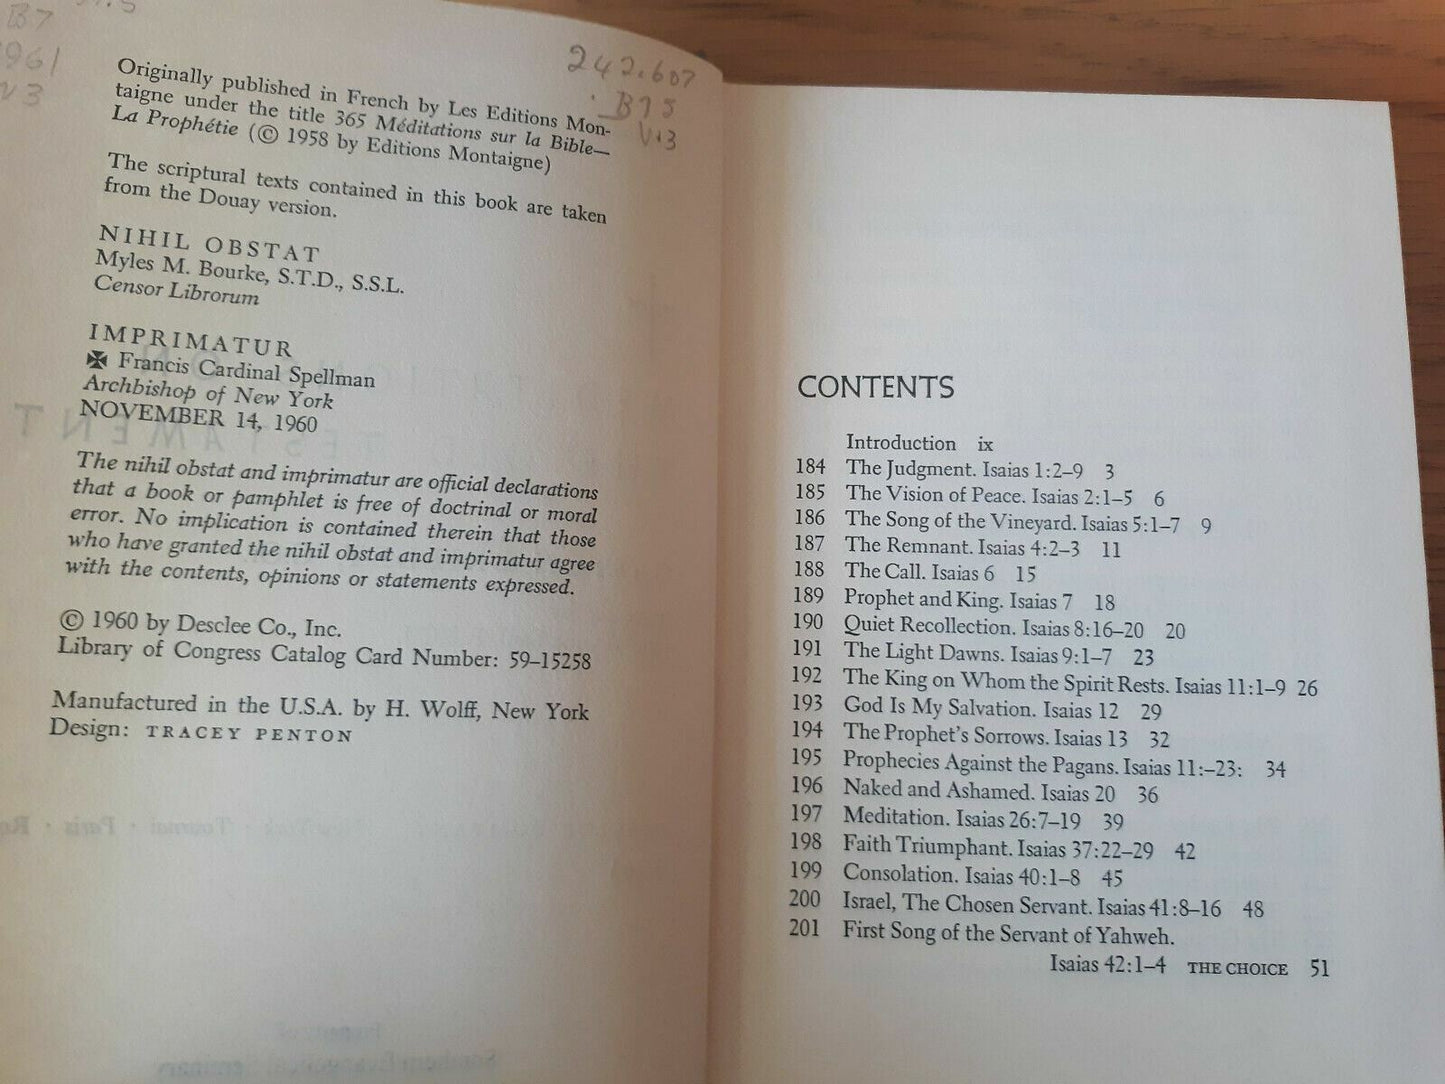 B7
961
v3
242.607
B75
V.3
Originally published in French by Les Editions Mon-
taigne under the title 365 Méditations sur la Bible—
La Prophétie (© 1958 by Editions Montaigne)
The scriptural texts contained in this book are taken
from the Douay version.
NIHIL OBSTAT
Myles M. Bourke, S.T.D., S.S.L.
Censor Librorum
IMPRIMATUR
✠ Francis Cardinal Spellman
Archbishop of New York
NOVEMBER 14, 1960
The nihil obstat and imprimatur are official declarations
that a book or pamphlet is free of doctrinal or moral
error. No implication is contained therein that those
who have granted the nihil obstat and imprimatur agree
with the contents, opinions or statements expressed.
© 1960 by Desclee Co., Inc.
Library of Congress Catalog Card Number: 59-15258
Manufactured in the U.S.A. by H. Wolff, New York
Design: TRACEY PENTON
CONTENTS
Introduction ix
184 The Judgment. Isaias 1:2–9 3
185 The Vision of Peace. Isaias 2:1–5 6
186 The Song of the Vineyard. Isaias 5:1–7 9
187 The Remnant. Isaias 4:2–3 11
188 The Call. Isaias 6 15
189 Prophet and King. Isaias 7 18
190 Quiet Recollection. Isaias 8:16–20 20
191 The Light Dawns. Isaias 9:1–7 23
192 The King on Whom the Spirit Rests. Isaias 11:1–9 26
193 God Is My Salvation. Isaias 12 29
194 The Prophet's Sorrows. Isaias 13 32
195 Prophecies Against the Pagans. Isaias 11:–23: 34
196 Naked and Ashamed. Isaias 20 36
197 Meditation. Isaias 26:7–19 39
198 Faith Triumphant. Isaias 37:22–29 42
199 Consolation. Isaias 40:1–8 45
200 Israel, The Chosen Servant. Isaias 41:8–16 48
201 First Song of the Servant of Yahweh.
Isaias 42:1–4 THE CHOICE 51